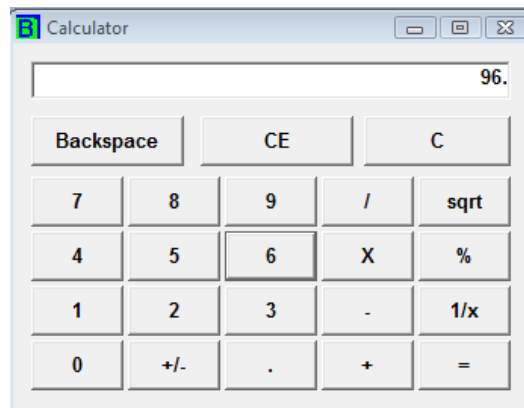 B Calculator
96.
Backspace CE C
7 8 9 / sqrt
4 5 6 X %
1 2 3 - 1/x
0 +/- . + =